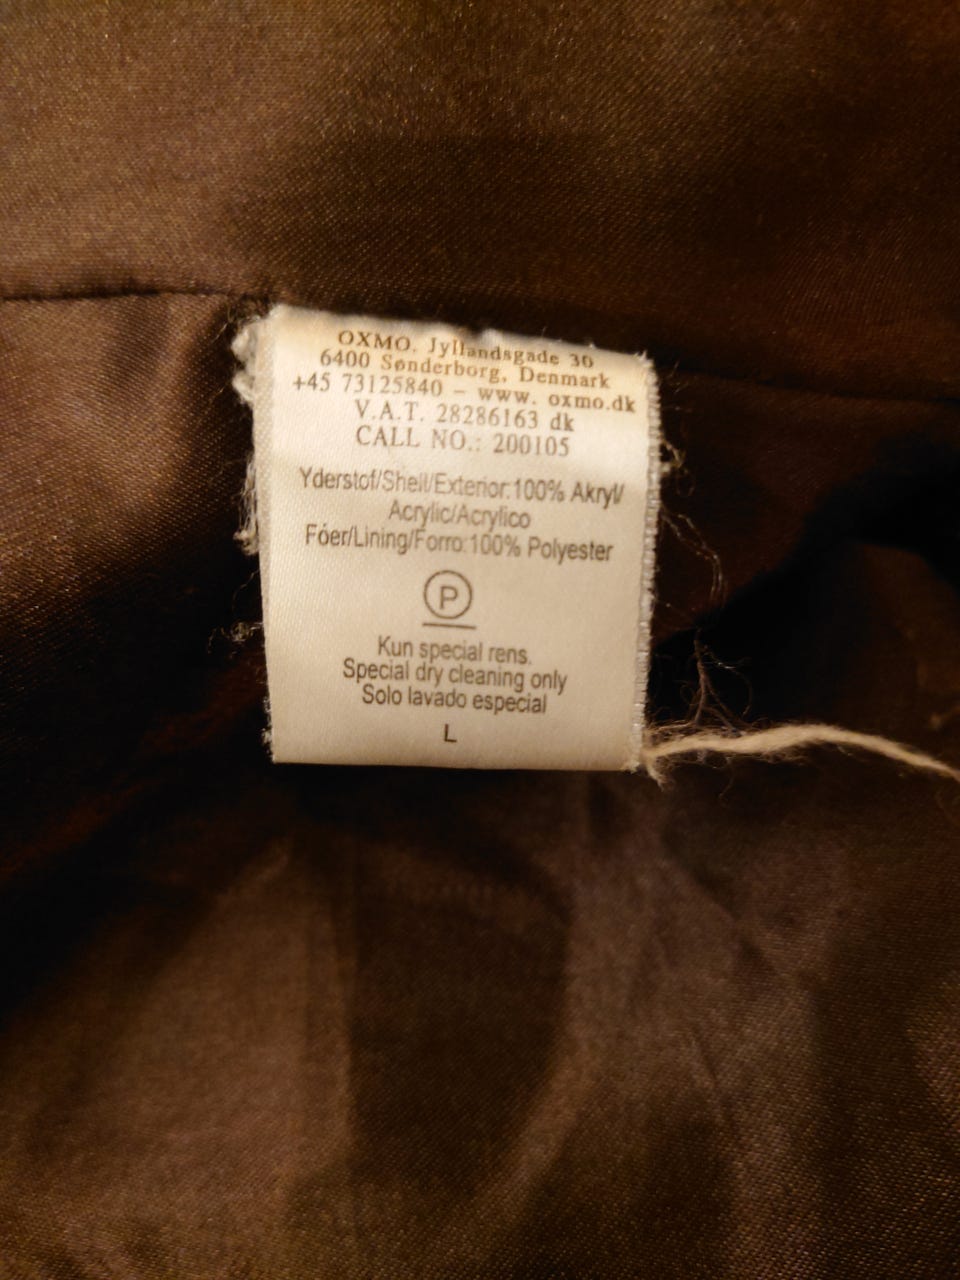 OXMO. Jyllandsgade 30
6400 Sønderborg, Denmark
+45 73125840 – www. oxmo.dk
V.A.T. 28286163 dk
CALL NO.: 200105
Yderstof/Shell/Exterior:100% Akryl/
Acrylic/Acrylico
Fóer/Lining/Forro:100% Polyester
P
Kun special rens.
Special dry cleaning only
Solo lavado especial
L